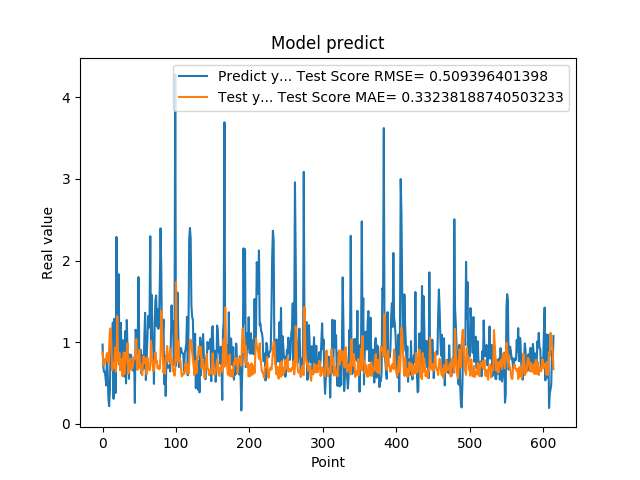 Model predict
Predict y... Test Score RMSE= 0.509396401398
Test y... Test Score MAE= 0.33238188740503233
Real value
4
3
2
1
0
0 100 200 300 400 500 600
Point